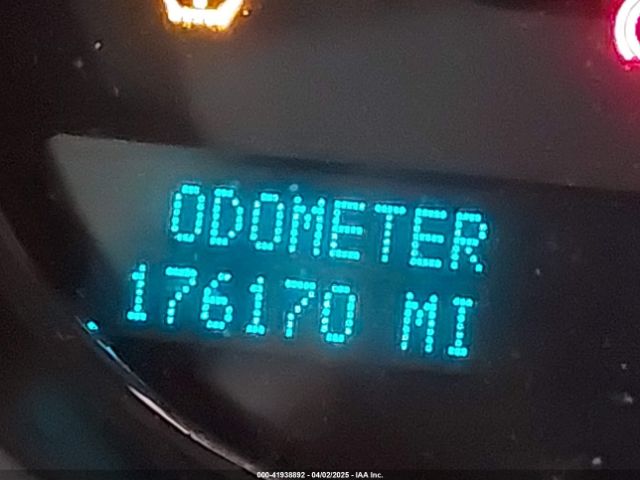 ODOMETER
176170 MI
000-41938892 - 04/02/2025 - IAA Inc.